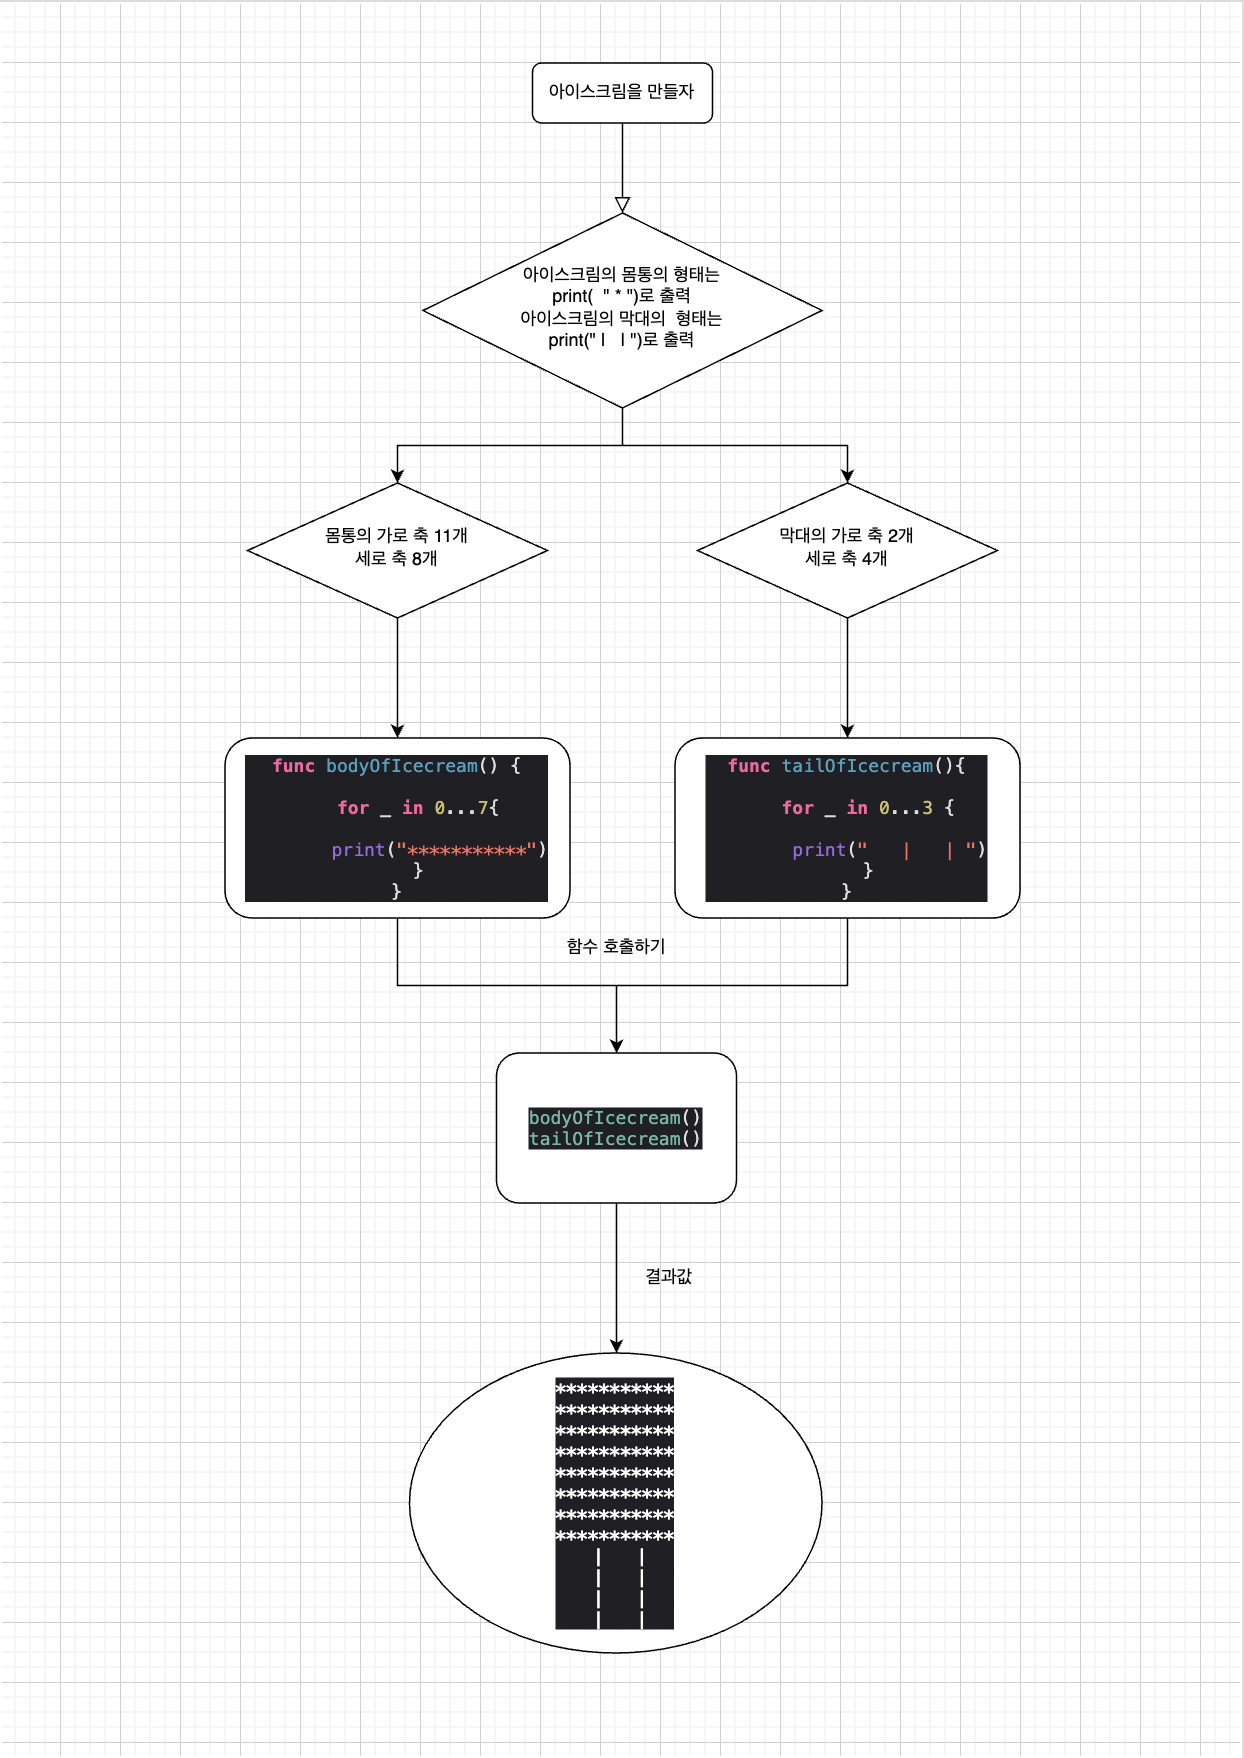 아이스크림을 만들자
아이스크림의 몸통의 형태는
print(  " * ")로 출력
아이스크림의 막대의  형태는
print(" |   | ")로 출력
몸통의 가로 축 11개
세로 축 8개
막대의 가로 축 2개
세로 축 4개
func bodyOfIcecream() {
for _ in 0...7{
print("***********")
}
}
func tailOfIcecream(){
for _ in 0...3 {
print("   |   | ")
}
}
함수 호출하기
bodyOfIcecream()
tailOfIcecream()
결과값
***********
***********
***********
***********
***********
***********
***********
***********
    |   |
    |   |
    |   |
    |   |